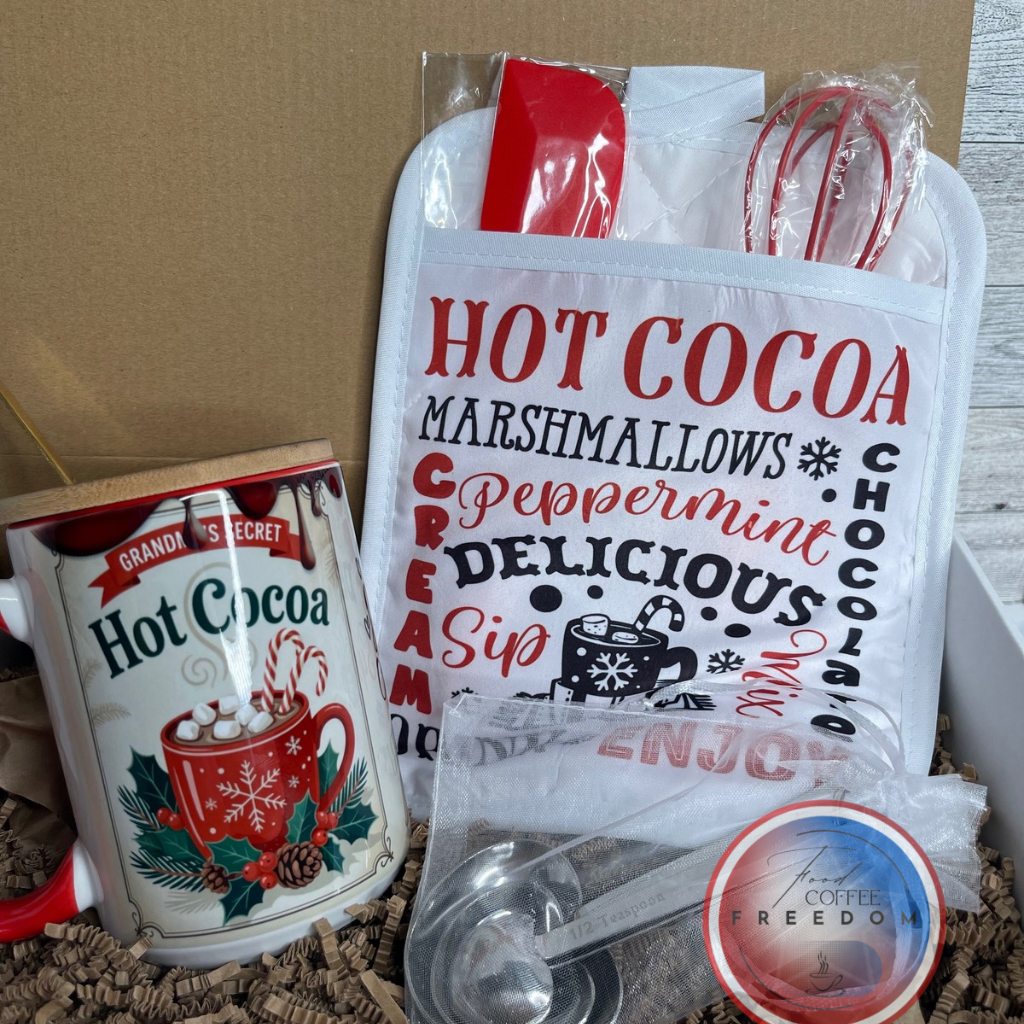 GRANDMA'S SECRET
Hot Cocoa
HOT COCOA
MARSHMALLOWS
Peppermint
CREAM
DELICIOUS
CHOCOLATE
Sip
Mix
ENJOY
1/2 Teaspoon
Food
COFFEE
FREEDOM